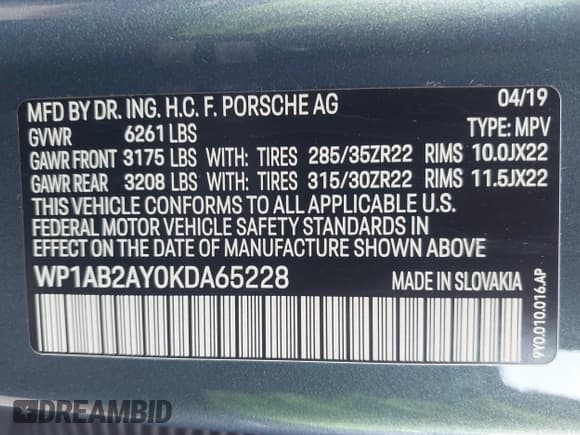 MFD BY DR. ING. H.C. F. PORSCHE AG 04/19
GVWR 6261 LBS TYPE: MPV
GAWR FRONT 3175 LBS WITH: TIRES 285/35ZR22 RIMS 10.0JX22
GAWR REAR 3208 LBS WITH: TIRES 315/30ZR22 RIMS 11.5JX22
THIS VEHICLE CONFORMS TO ALL APPLICABLE U.S.
FEDERAL MOTOR VEHICLE SAFETY STANDARDS IN
EFFECT ON THE DATE OF MANUFACTURE SHOWN ABOVE
WP1AB2AY0KDA65228 MADE IN SLOVAKIA
9Y0.010.016.AP
DREAMBID